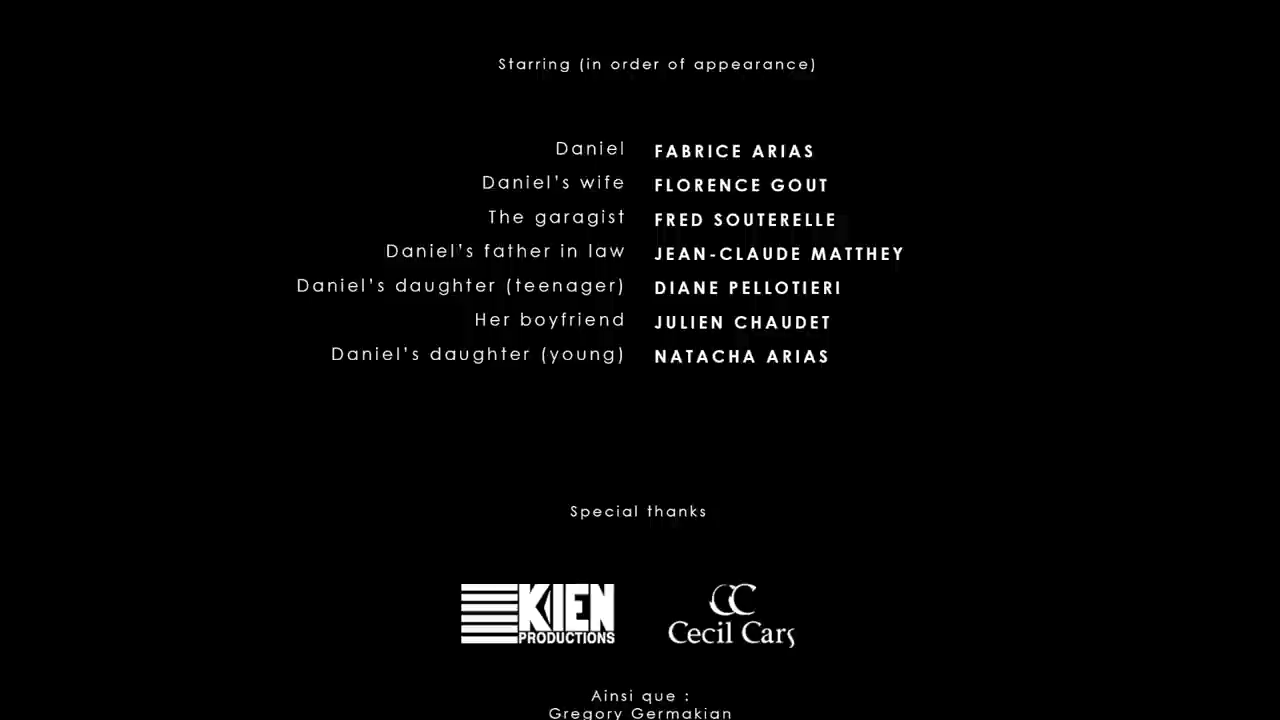 Starring (in order of appearance)
Daniel FABRICE ARIAS
Daniel's wife FLORENCE GOUT
The garagist FRED SOUTERELLE
Daniel's father in law JEAN-CLAUDE MATTHEY
Daniel's daughter (teenager) DIANE PELLOTIERI
Her boyfriend JULIEN CHAUDET
Daniel's daughter (young) NATACHA ARIAS
Special thanks
KIEN
PRODUCTIONS
CC
Cecil Cars
Ainsi que :
Gregory Germakian